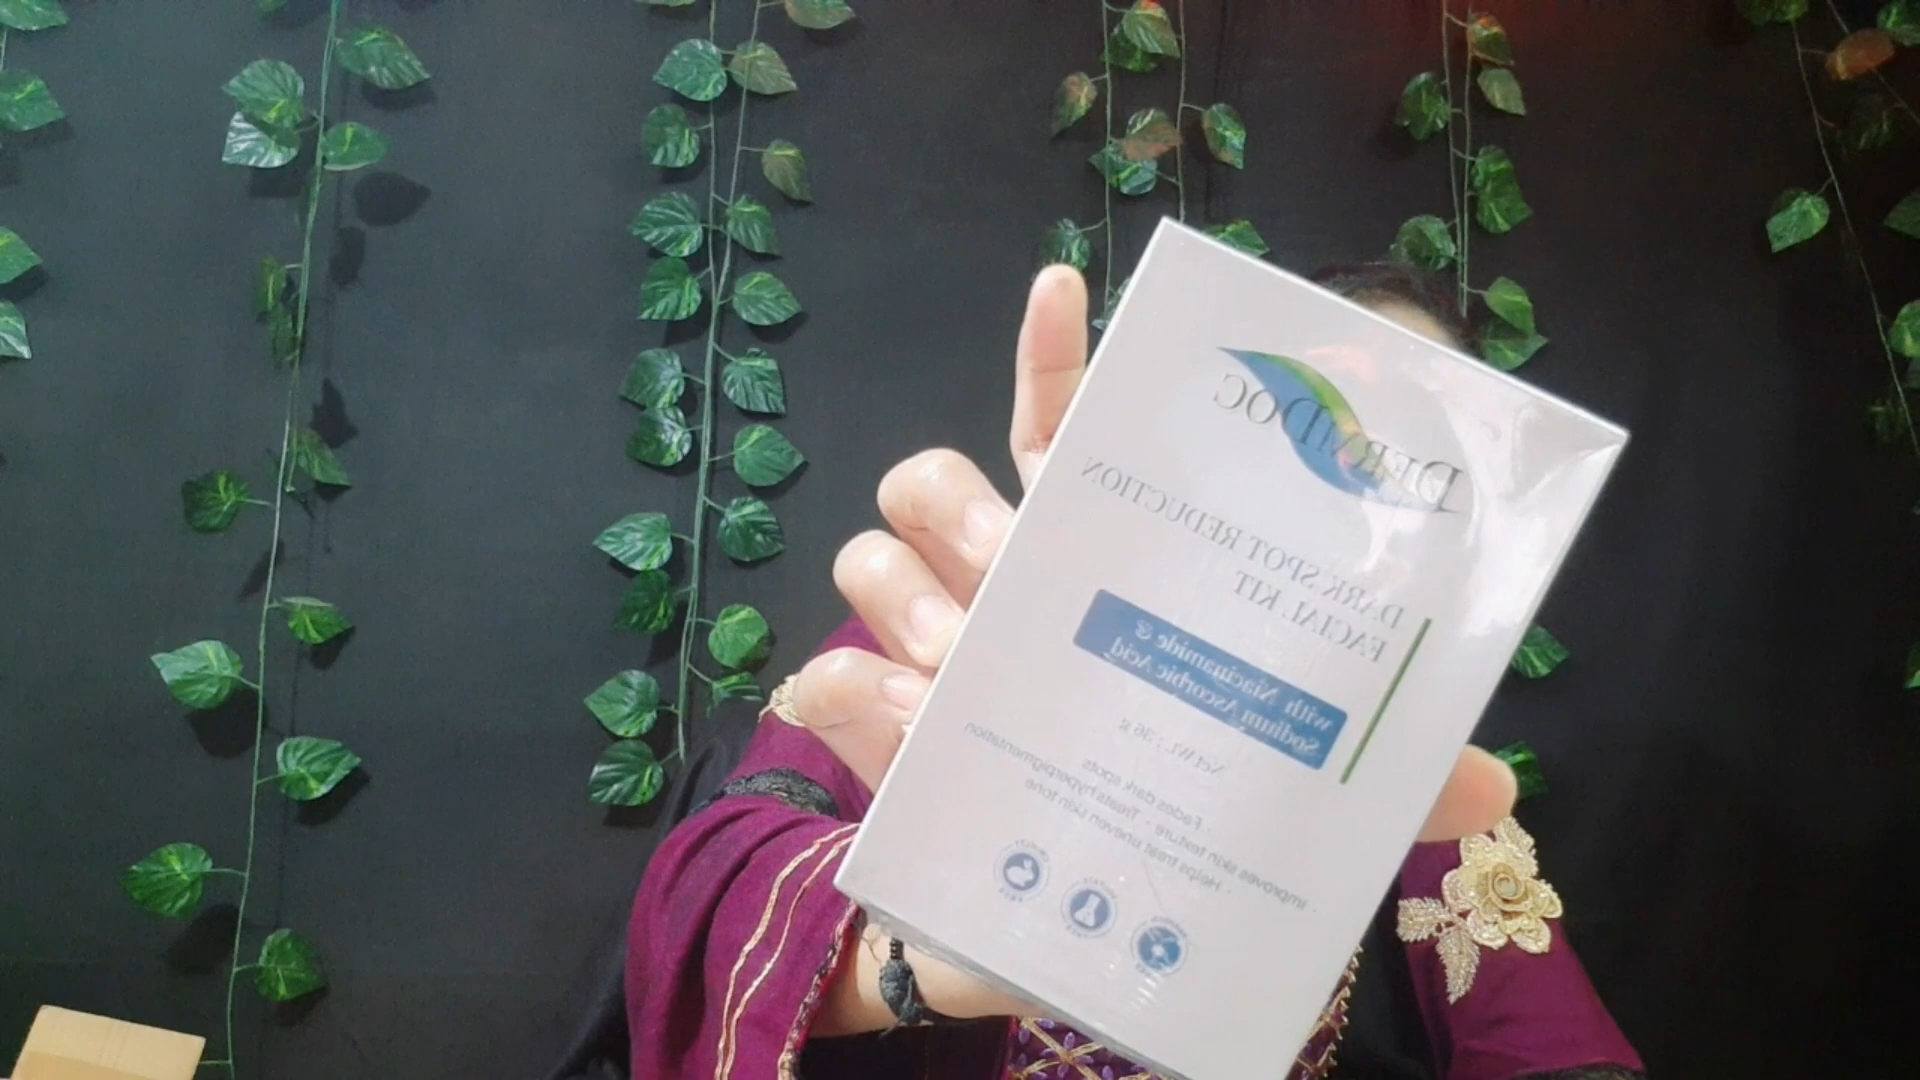 DERMDOC
DARK SPOT REDUCTION
FACIAL KIT
with Niacinamide &
Sodium Ascorbic Acid
Net Wt.: 36 g
· Fades dark spots
· Improves skin texture · Treats hyperpigmentation
· Helps treat uneven skin tone